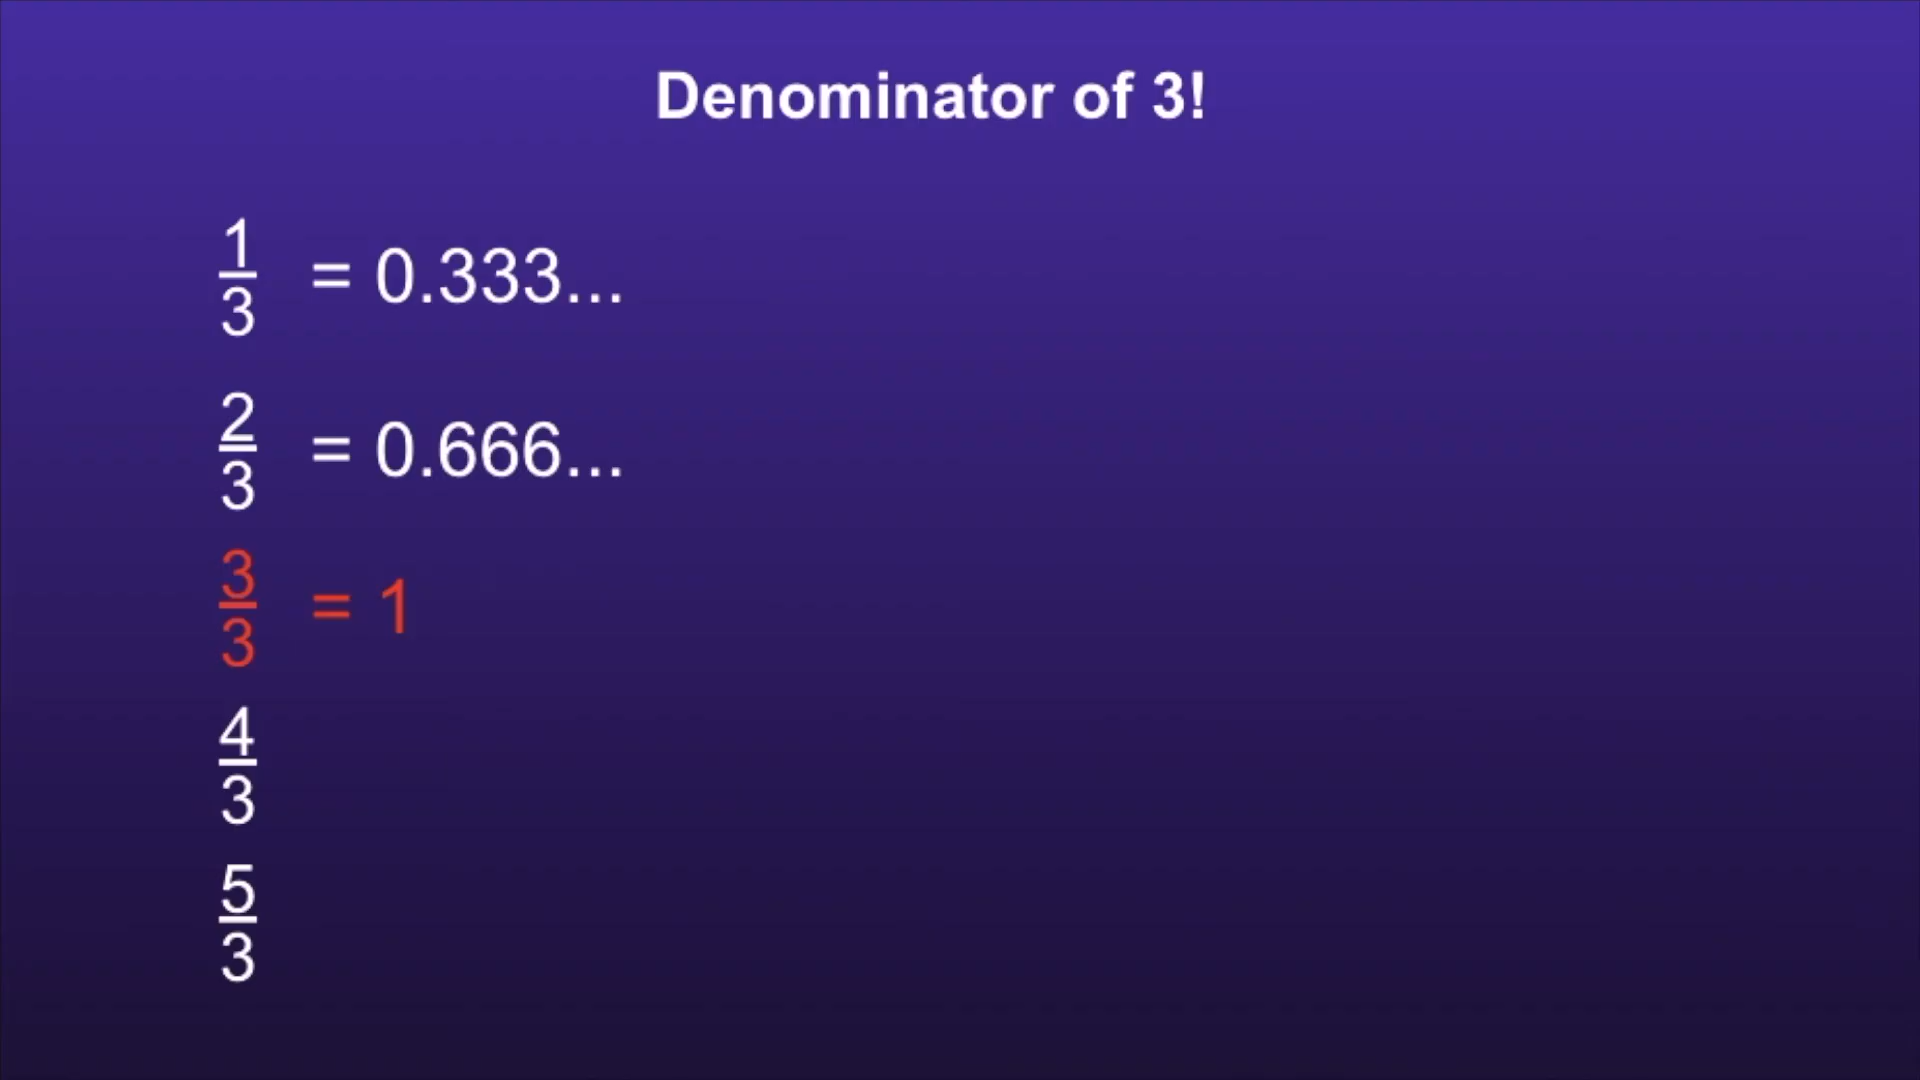 Denominator of 3!
1/3 = 0.333...
2/3 = 0.666...
3/3 = 1
4/3
5/3